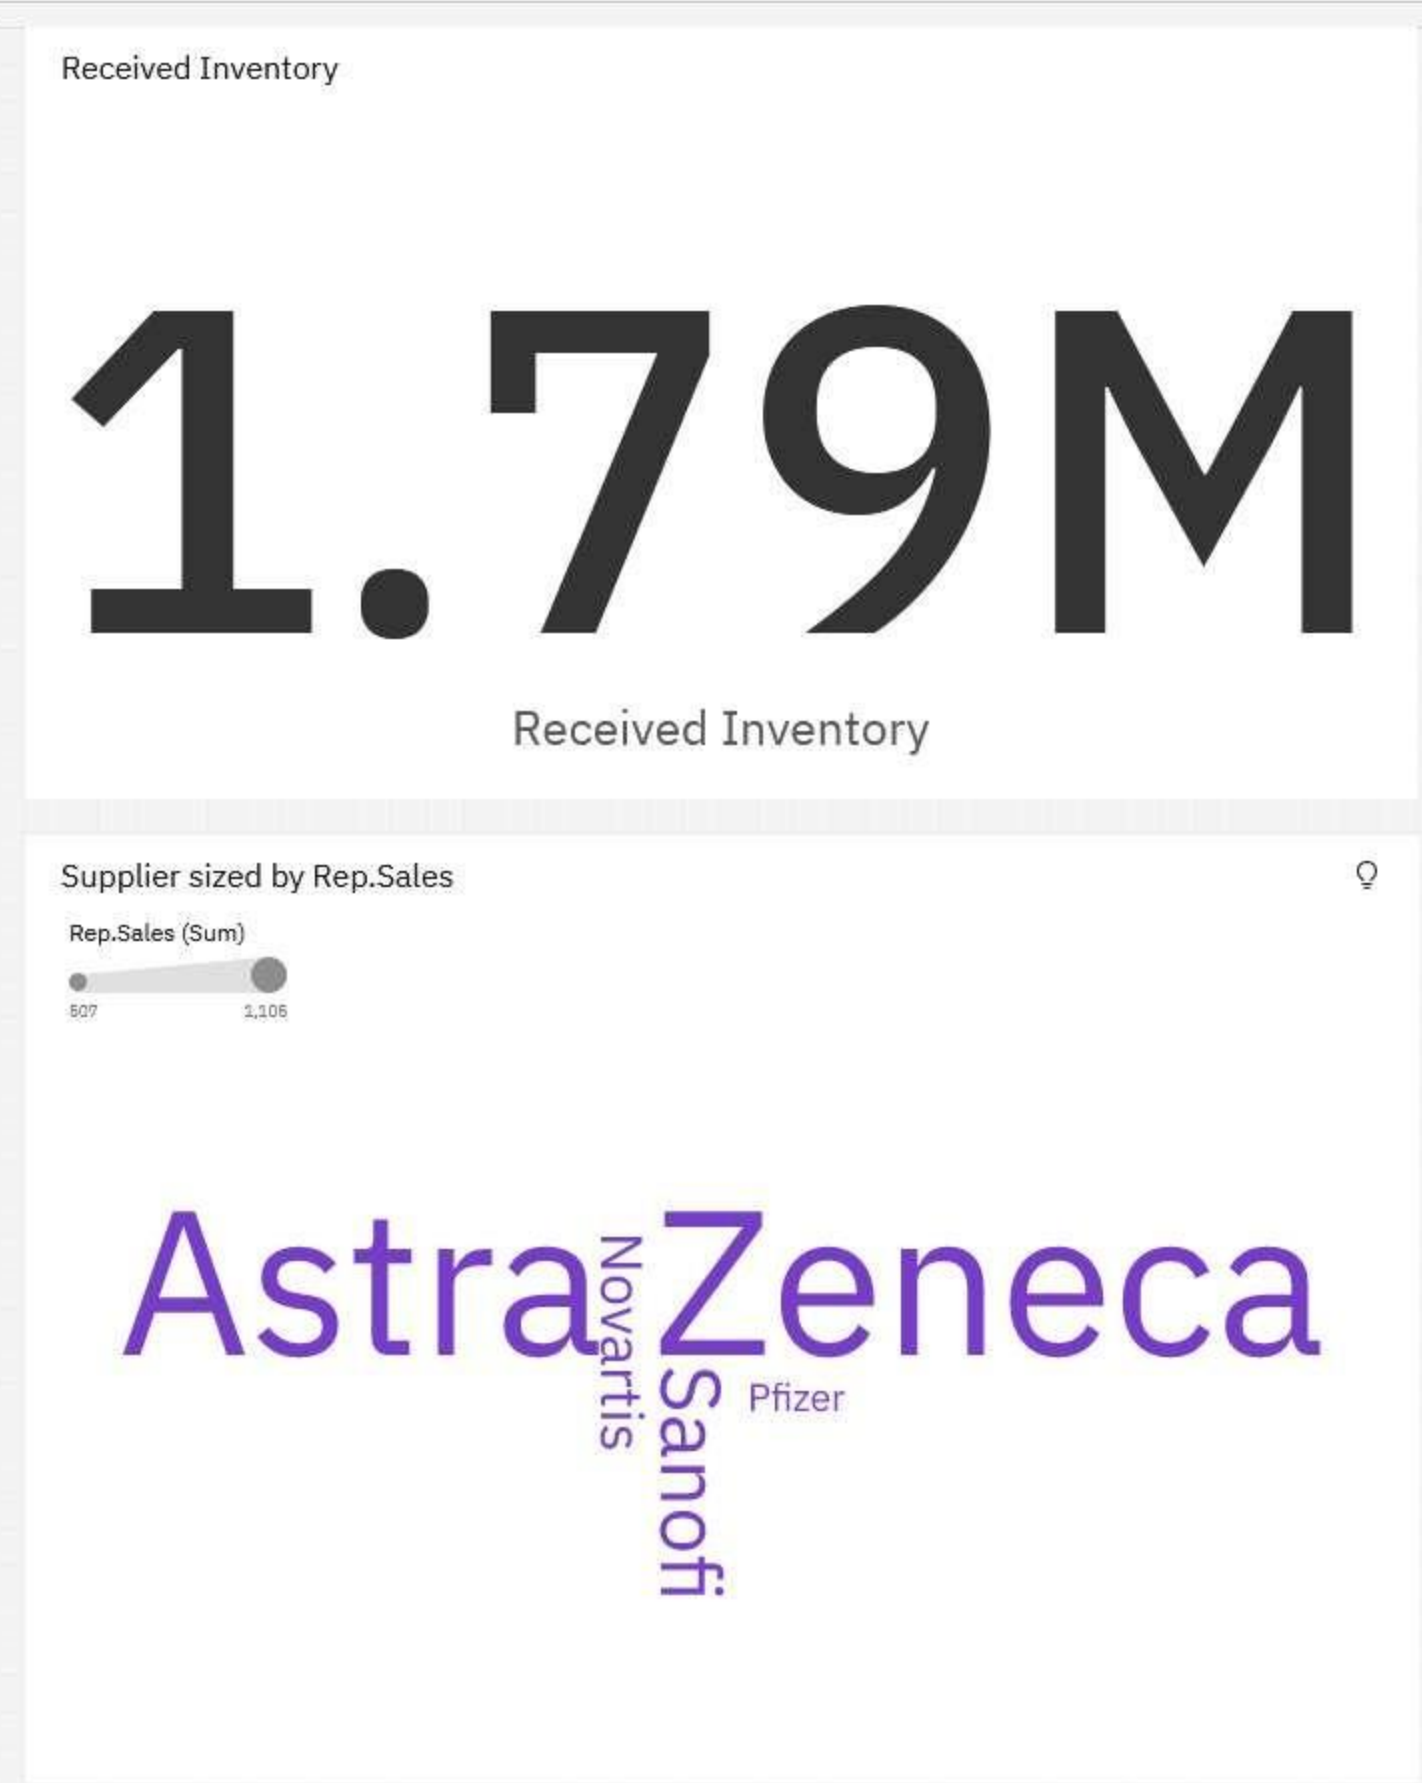 Received Inventory
1.79M
Received Inventory
Supplier sized by Rep.Sales
Rep.Sales (Sum)
507
1,105
AstraZeneca
Novartis
Sanofi
Pfizer